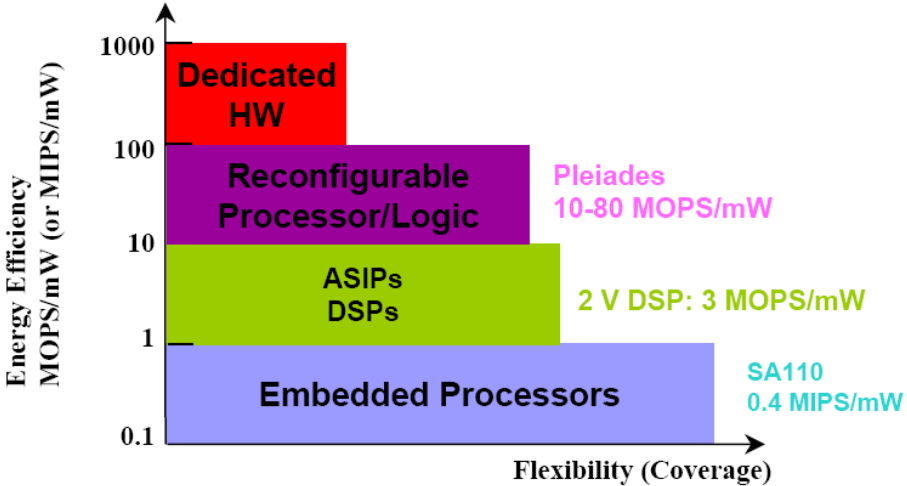 Energy Efficiency
MOPS/mW (or MIPS/mW)
1000
100
10
1
0.1
Dedicated
HW
Reconfigurable
Processor/Logic
Pleiades
10-80 MOPS/mW
ASIPs
DSPs
2 V DSP: 3 MOPS/mW
Embedded Processors
SA110
0.4 MIPS/mW
Flexibility (Coverage)